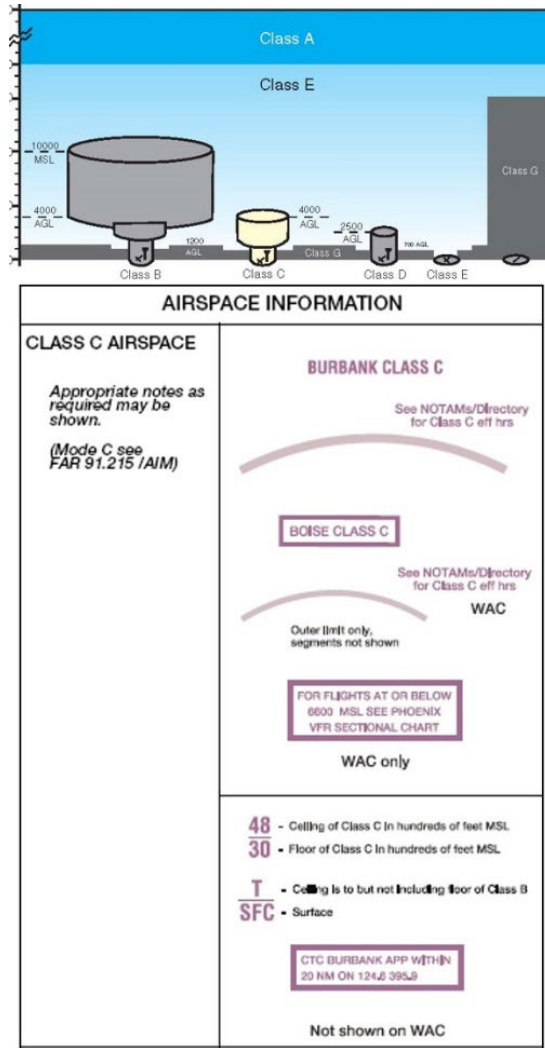 Class A
Class E
10000
MSL
4000
AGL
4000
AGL
2500
AGL
1200
AGL
700 AGL
Class G
Class G
Class B
Class C
Class D
Class E
AIRSPACE INFORMATION
CLASS C AIRSPACE
Appropriate notes as
required may be
shown.
(Mode C see
FAR 91.215 /AIM)
BURBANK CLASS C
See NOTAMs/Directory
for Class C eff hrs
BOISE CLASS C
See NOTAMs/Directory
for Class C eff hrs
WAC
Outer limit only,
segments not shown
FOR FLIGHTS AT OR BELOW
6600 MSL SEE PHOENIX
VFR SECTIONAL CHART
WAC only
48 - Ceiling of Class C in hundreds of feet MSL
30 - Floor of Class C in hundreds of feet MSL
T - Ceiling is to but not including floor of Class B
SFC - Surface
CTC BURBANK APP WITHIN
20 NM ON 124.6 395.9
Not shown on WAC